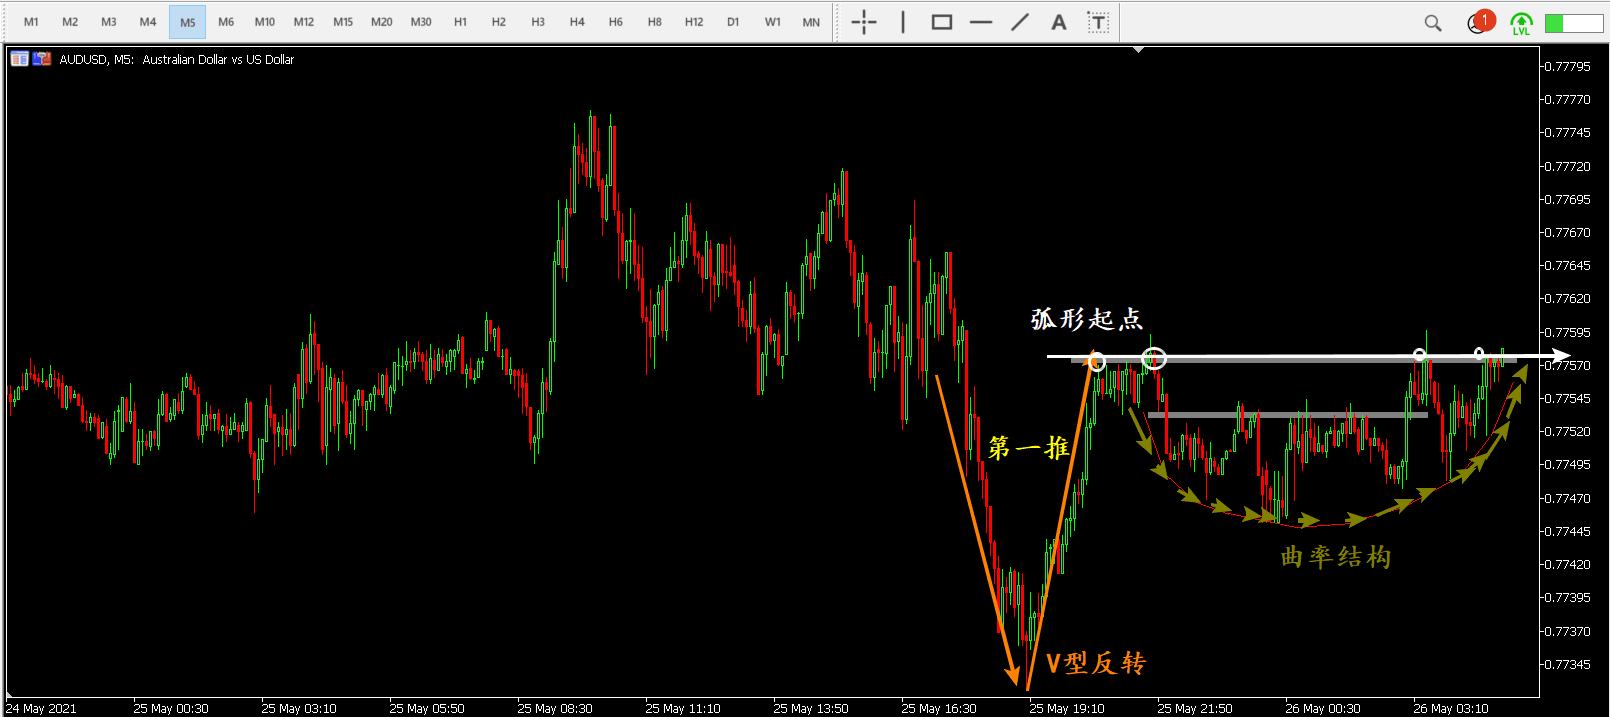 M1 M2 M3 M4 M5 M6 M10 M12 M15 M20 M30 H1 H2 H3 H4 H6 H8 H12 D1 W1 MN A T 1 LVL
AUDUSD, M5: Australian Dollar vs US Dollar
0.77795
0.77770
0.77745
0.77720
0.77695
0.77670
0.77645
0.77620
弧形起点
0.77595
0.77570
0.77545
0.77520
第一推
0.77495
0.77470
0.77445
曲率结构
0.77420
0.77395
0.77370
V型反转
0.77345
24 May 2021 25 May 00:30 25 May 03:10 25 May 05:50 25 May 08:30 25 May 11:10 25 May 13:50 25 May 16:30 25 May 19:10 25 May 21:50 26 May 00:30 26 May 03:10